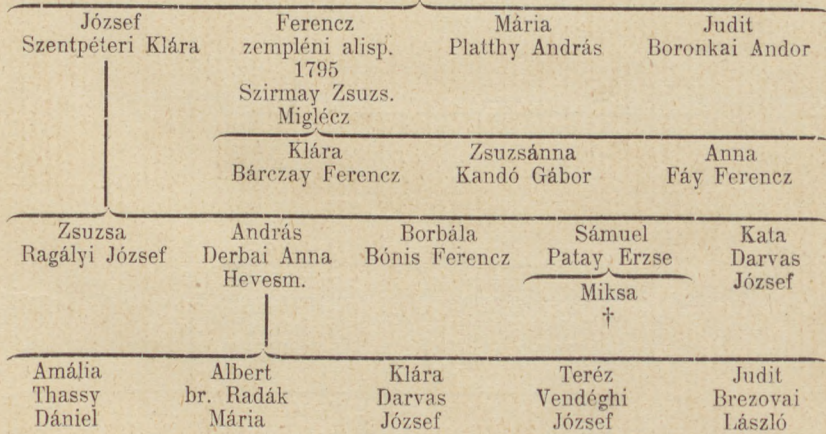 József
Szentpéteri Klára
Ferencz
zempléni alisp.
1795
Szirmay Zsuzs.
Miglécz
Mária
Platthy András
Judit
Boronkai Andor
Klára
Bárczay Ferencz
Zsuzsánna
Kandó Gábor
Anna
Fáy Ferencz
Zsuzsa
Ragályi József
András
Derbai Anna
Hevesm.
Borbála
Bónis Ferencz
Sámuel
Patay Erzse
Miksa
†
Kata
Darvas
József
Amália
Thassy
Dániel
Albert
br. Radák
Mária
Klára
Darvas
József
Teréz
Vendéghi
József
Judit
Brezovai
László